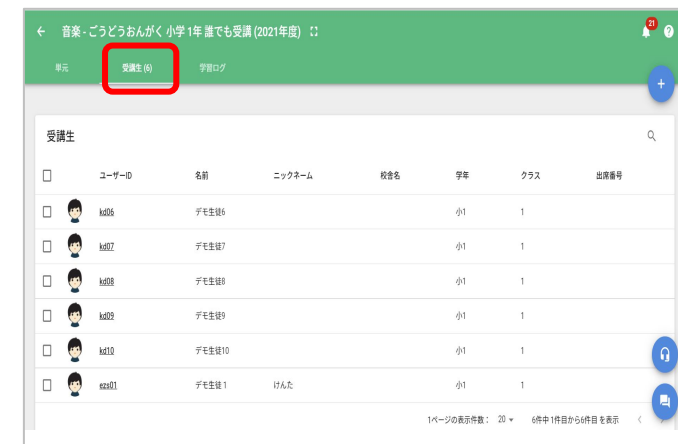 音楽 - ごうどうおんがく 小学 1年 誰でも受講 (2021年度)
21
単元 受講生 (6) 学習ログ
受講生
ユーザーID 名前 ニックネーム 校舎名 学年 クラス 出席番号
kd06 デモ生徒6 小1 1
kd07 デモ生徒7 小1 1
kd08 デモ生徒8 小1 1
kd09 デモ生徒9 小1 1
kd10 デモ生徒10 小1 1
ezs01 デモ生徒 1 けんた 小1 1
1ページの表示件数： 20 6件中 1件目から6件目 を表示